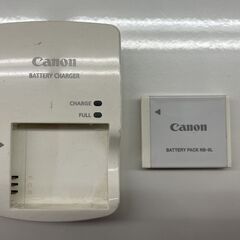 Canon
BATTERY CHARGER
CHARGE
FULL
Canon
BATTERY PACK NB-6L